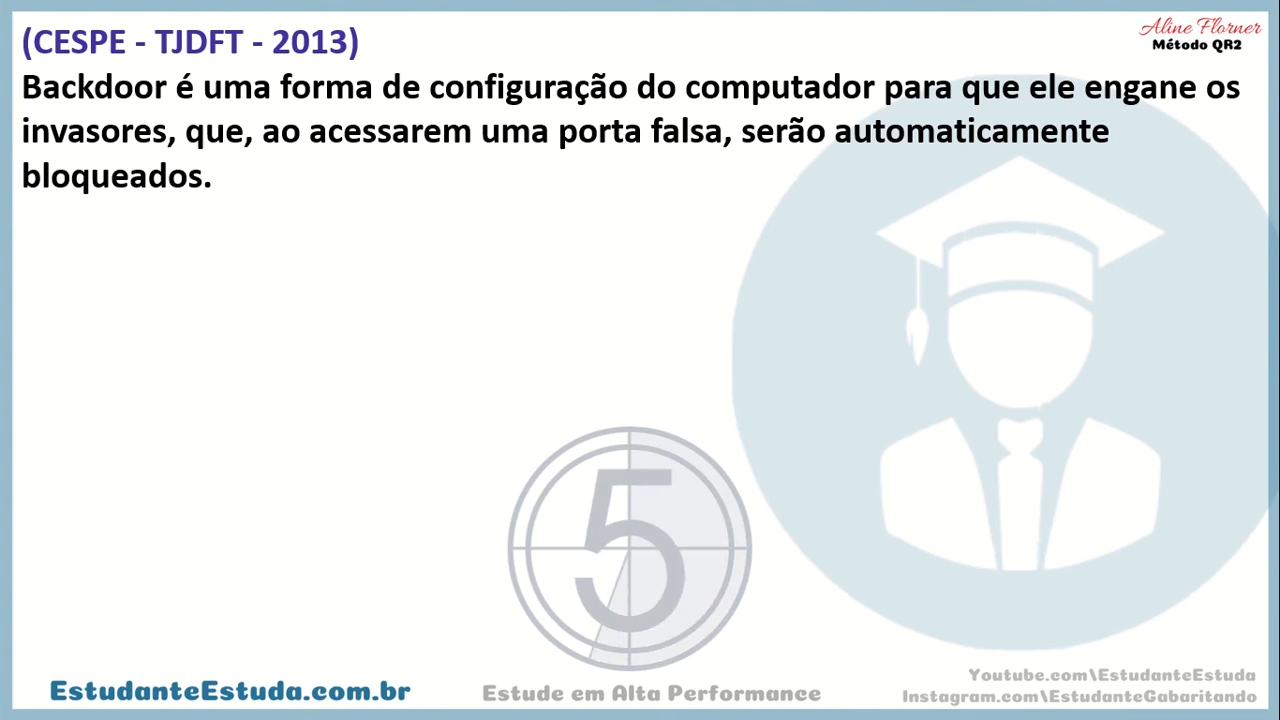 (CESPE - TJDFT - 2013)
Aline Florner
Método QR2
Backdoor é uma forma de configuração do computador para que ele engane os
invasores, que, ao acessarem uma porta falsa, serão automaticamente
bloqueados.
5
EstudanteEstuda.com.br
Estude em Alta Performance
Youtube.com\EstudanteEstuda
Instagram.com\EstudanteGabaritando